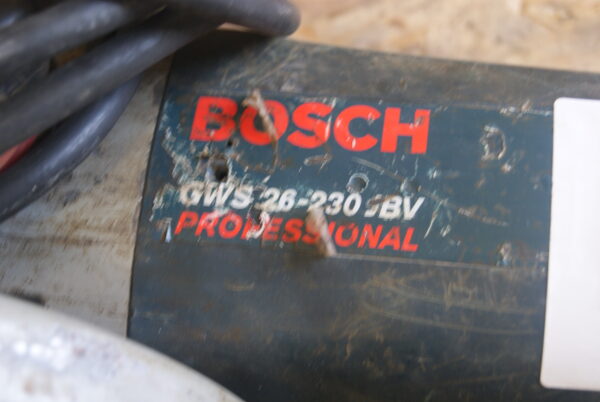 BOSCH
GWS 26-230 JBV
PROFESSIONAL